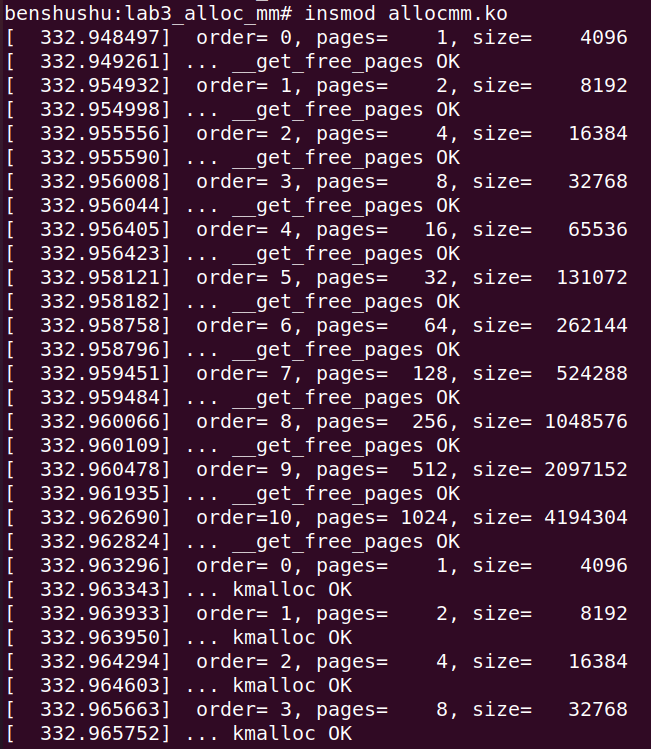 benshushu:lab3_alloc_mm# insmod allocmm.ko
[  332.948497]  order= 0, pages=    1, size=    4096
[  332.949261] ... __get_free_pages OK
[  332.954932]  order= 1, pages=    2, size=    8192
[  332.954998] ... __get_free_pages OK
[  332.955556]  order= 2, pages=    4, size=   16384
[  332.955590] ... __get_free_pages OK
[  332.956008]  order= 3, pages=    8, size=   32768
[  332.956044] ... __get_free_pages OK
[  332.956405]  order= 4, pages=   16, size=   65536
[  332.956423] ... __get_free_pages OK
[  332.958121]  order= 5, pages=   32, size=  131072
[  332.958182] ... __get_free_pages OK
[  332.958758]  order= 6, pages=   64, size=  262144
[  332.958796] ... __get_free_pages OK
[  332.959451]  order= 7, pages=  128, size=  524288
[  332.959484] ... __get_free_pages OK
[  332.960066]  order= 8, pages=  256, size= 1048576
[  332.960109] ... __get_free_pages OK
[  332.960478]  order= 9, pages=  512, size= 2097152
[  332.961935] ... __get_free_pages OK
[  332.962690]  order=10, pages= 1024, size= 4194304
[  332.962824] ... __get_free_pages OK
[  332.963296]  order= 0, pages=    1, size=    4096
[  332.963343] ... kmalloc OK
[  332.963933]  order= 1, pages=    2, size=    8192
[  332.963950] ... kmalloc OK
[  332.964294]  order= 2, pages=    4, size=   16384
[  332.964603] ... kmalloc OK
[  332.965663]  order= 3, pages=    8, size=   32768
[  332.965752] ... kmalloc OK